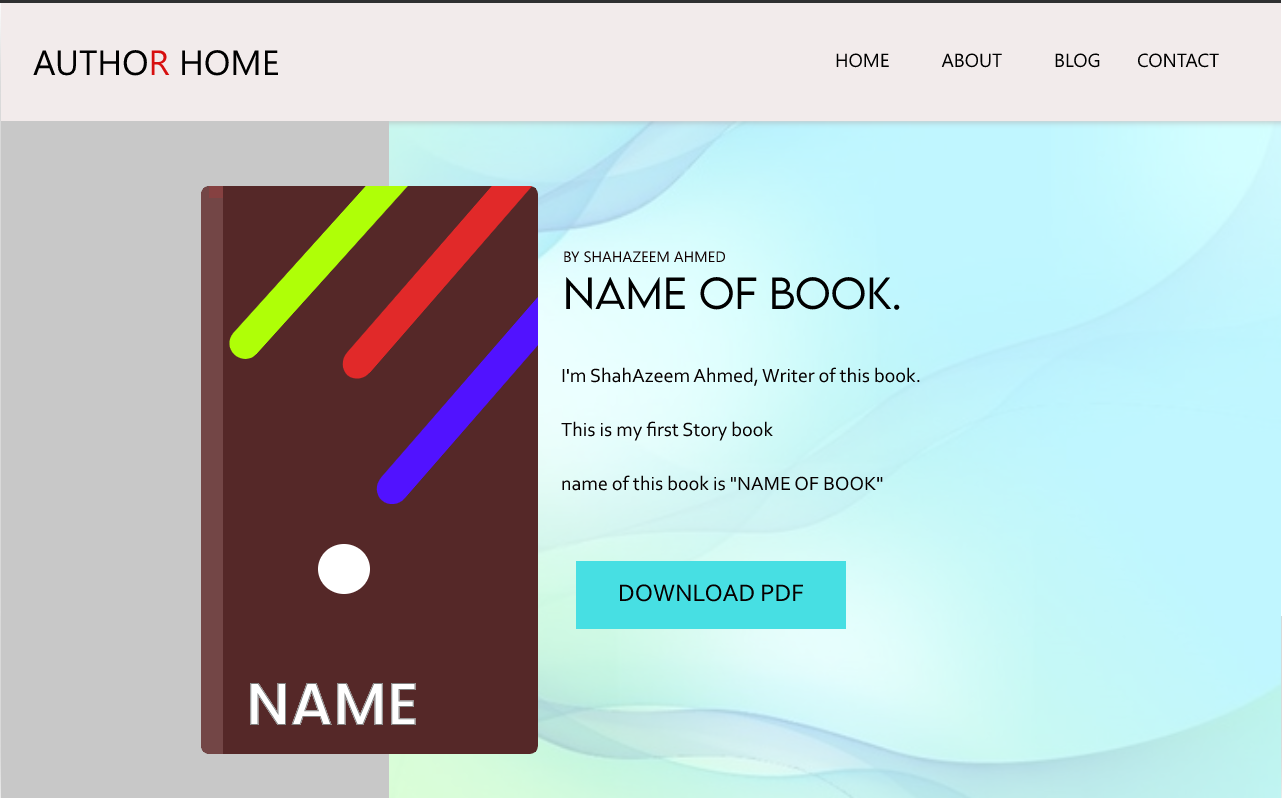 AUTHOR HOME
HOME ABOUT BLOG CONTACT
BY SHAHAZEEM AHMED
NAME OF BOOK.
I'm ShahAzeem Ahmed, Writer of this book.
This is my first Story book
name of this book is "NAME OF BOOK"
DOWNLOAD PDF
NAME